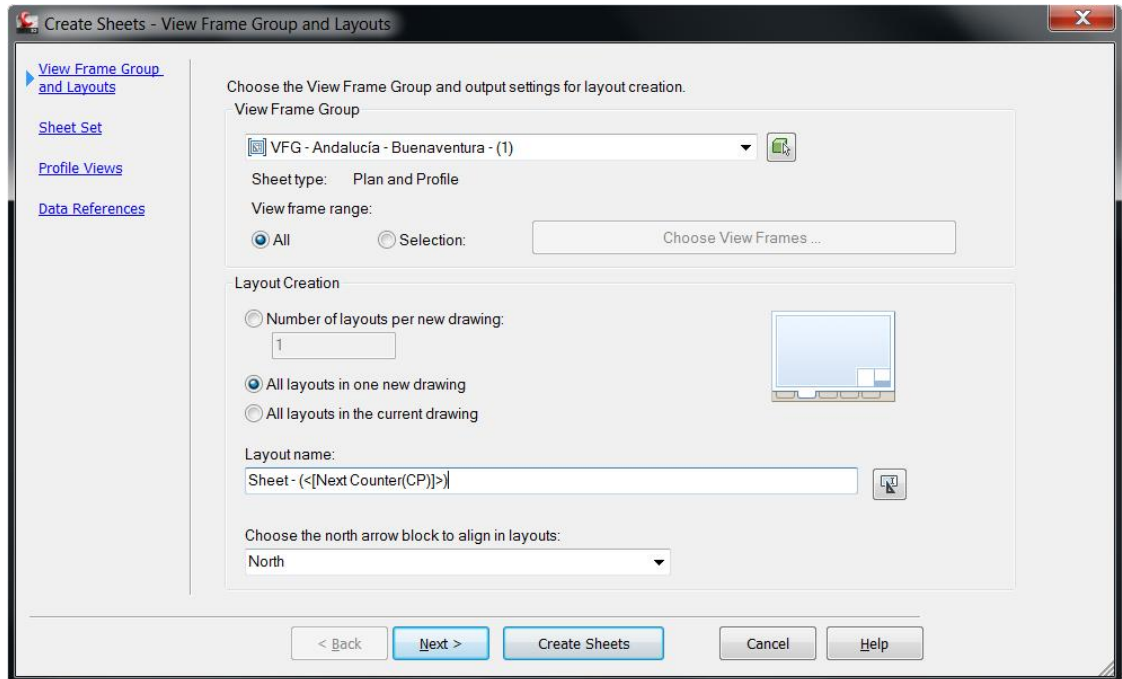 Create Sheets - View Frame Group and Layouts
View Frame Group
and Layouts
Sheet Set
Profile Views
Data References
Choose the View Frame Group and output settings for layout creation.
View Frame Group
VFG - Andalucía - Buenaventura - (1)
Sheet type: Plan and Profile
View frame range:
All Selection: Choose View Frames ...
Layout Creation
Number of layouts per new drawing:
1
All layouts in one new drawing
All layouts in the current drawing
Layout name:
Sheet - (<[Next Counter(CP)]>)
Choose the north arrow block to align in layouts:
North
< Back Next > Create Sheets Cancel Help